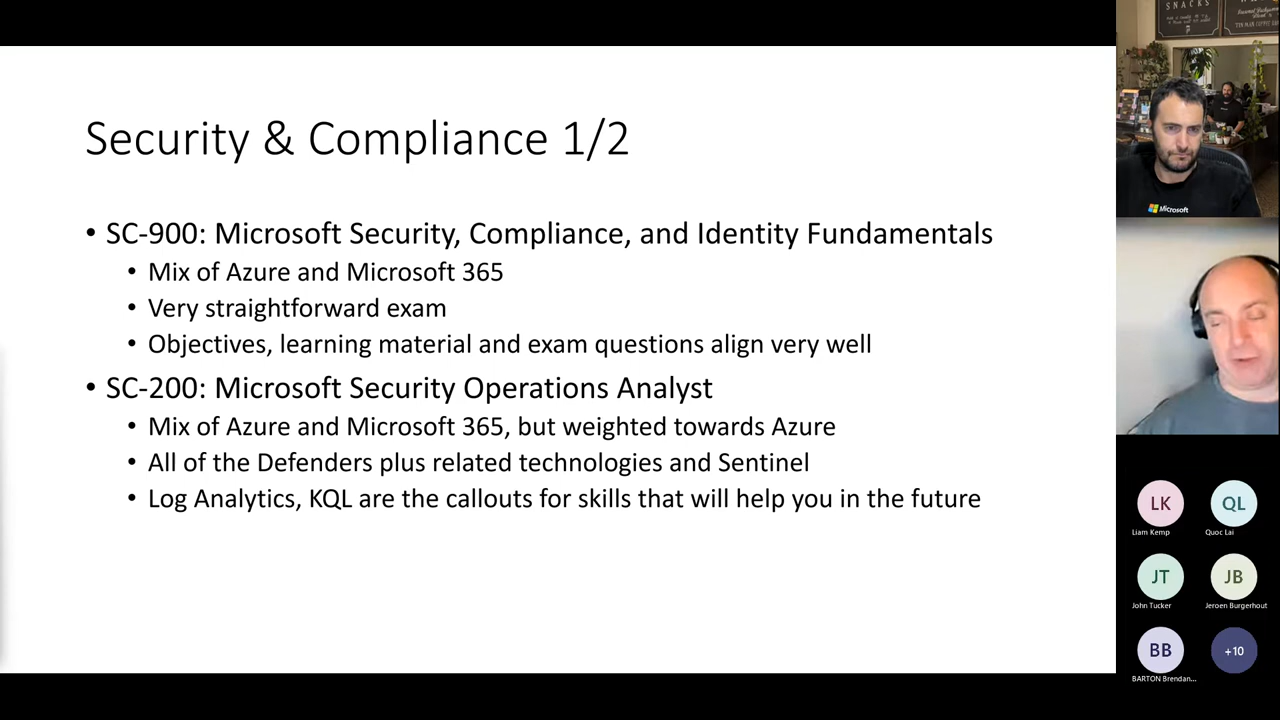 Security & Compliance 1/2
• SC-900: Microsoft Security, Compliance, and Identity Fundamentals
• Mix of Azure and Microsoft 365
• Very straightforward exam
• Objectives, learning material and exam questions align very well
• SC-200: Microsoft Security Operations Analyst
• Mix of Azure and Microsoft 365, but weighted towards Azure
• All of the Defenders plus related technologies and Sentinel
• Log Analytics, KQL are the callouts for skills that will help you in the future
SNACKS
Microsoft
LK
QL
Liam Kemp
Quoc Lai
JT
JB
John Tucker
Jeroen Burgerhout
BB
+10
BARTON Brendan...